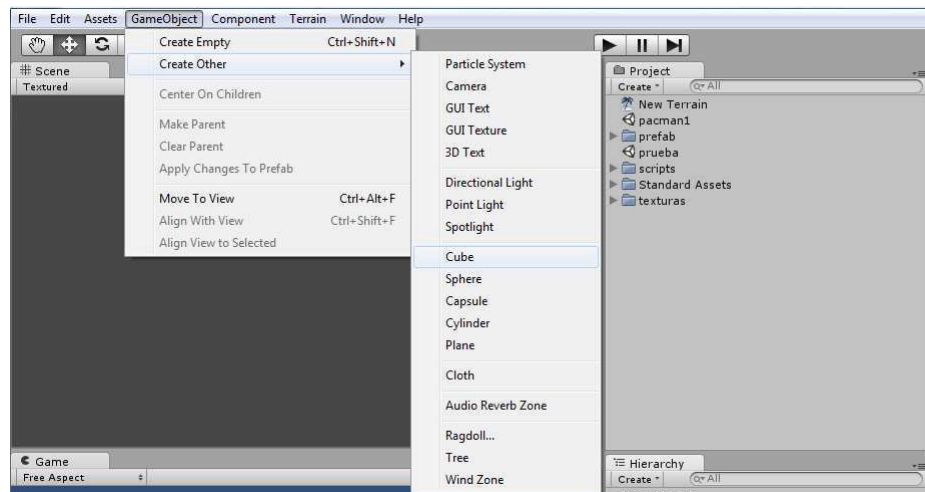 File Edit Assets GameObject Component Terrain Window Help
Create Empty Ctrl+Shift+N
Create Other
Center On Children
Make Parent
Clear Parent
Apply Changes To Prefab
Move To View Ctrl+Alt+F
Align With View Ctrl+Shift+F
Align View to Selected
Particle System
Camera
GUI Text
GUI Texture
3D Text
Directional Light
Point Light
Spotlight
Cube
Sphere
Capsule
Cylinder
Plane
Cloth
Audio Reverb Zone
Ragdoll...
Tree
Wind Zone
Scene
Textured
Game
Free Aspect
Project
Create All
New Terrain
pacman1
prefab
prueba
scripts
Standard Assets
texturas
Hierarchy
Create All